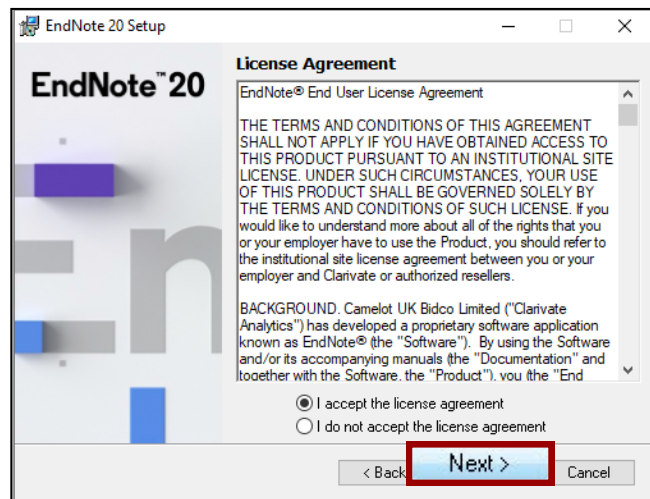 EndNote 20 Setup
EndNote™20
License Agreement
EndNote® End User License Agreement
THE TERMS AND CONDITIONS OF THIS AGREEMENT
SHALL NOT APPLY IF YOU HAVE OBTAINED ACCESS TO
THIS PRODUCT PURSUANT TO AN INSTITUTIONAL SITE
LICENSE. UNDER SUCH CIRCUMSTANCES, YOUR USE
OF THIS PRODUCT SHALL BE GOVERNED SOLELY BY
THE TERMS AND CONDITIONS OF SUCH LICENSE. If you
would like to understand more about all of the rights that you
or your employer have to use the Product, you should refer to
the institutional site license agreement between you or your
employer and Clarivate or authorized resellers.
BACKGROUND. Camelot UK Bidco Limited ("Clarivate
Analytics") has developed a proprietary software application
known as EndNote® (the "Software"). By using the Software
and/or its accompanying manuals (the "Documentation" and
together with the Software, the "Product"), you (the "End
I accept the license agreement
I do not accept the license agreement
< Back
Next >
Cancel